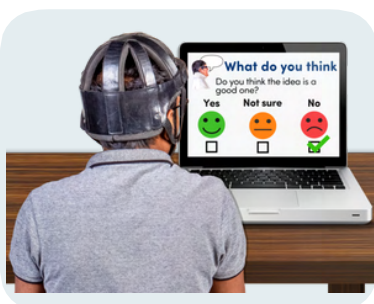 What do you think
Do you think the idea is a
good one?
Yes Not sure No